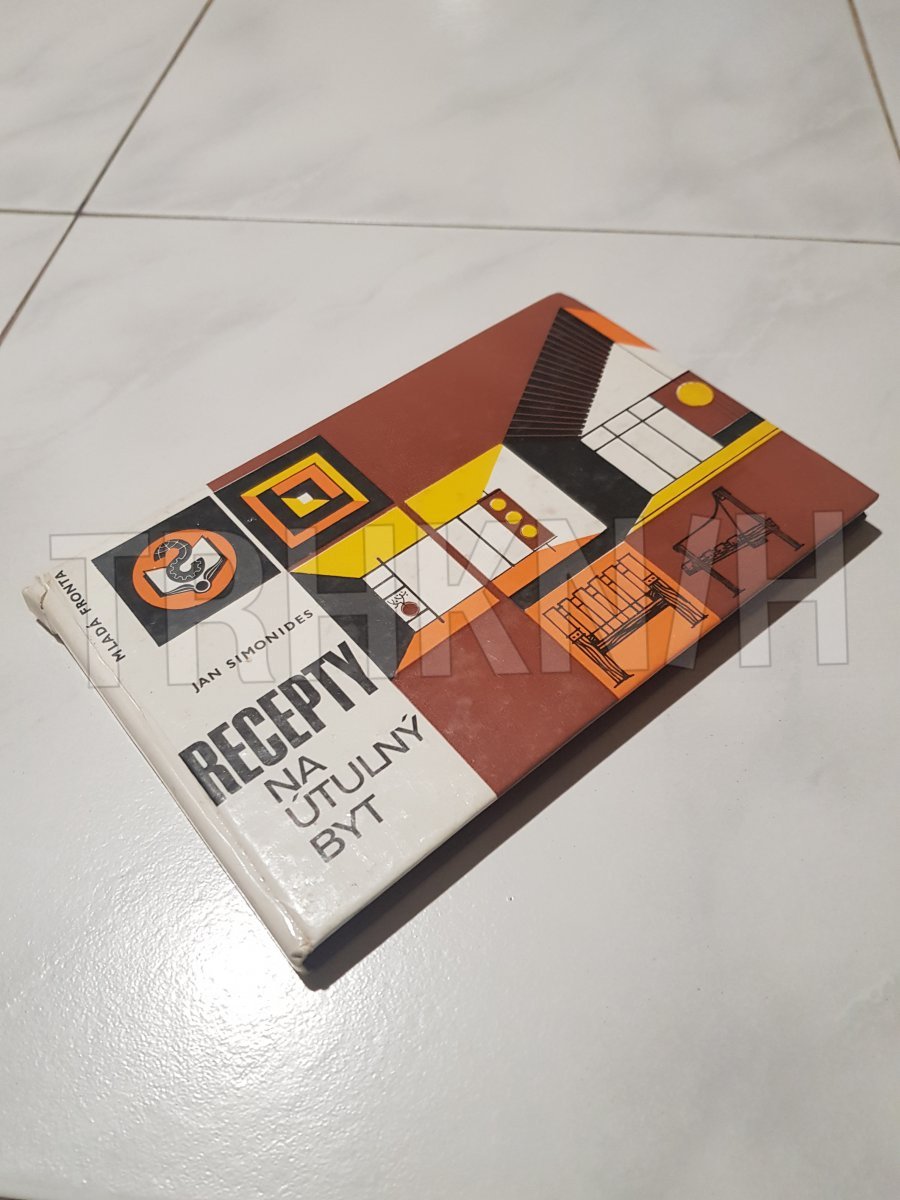 MLADÁ FRONTA
JAN SIMONIDES
RECEPTY
NA
ÚTULNÝ
BYT
TRHKNIH